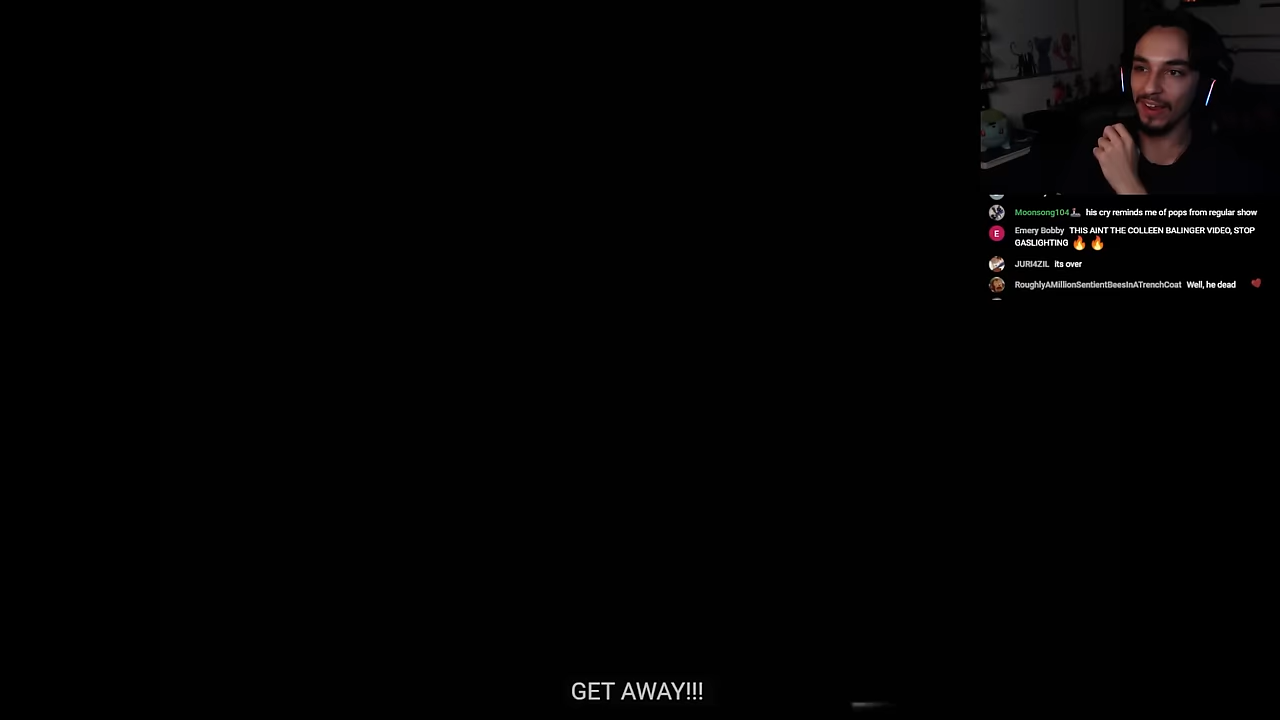 Moonsong104 his cry reminds me of pops from regular show
E Emery Bobby THIS AINT THE COLLEEN BALINGER VIDEO, STOP
GASLIGHTING 🔥 🔥
JURI4ZIL its over
RoughlyAMillionSentientBeesInATrenchCoat Well, he dead
GET AWAY!!!